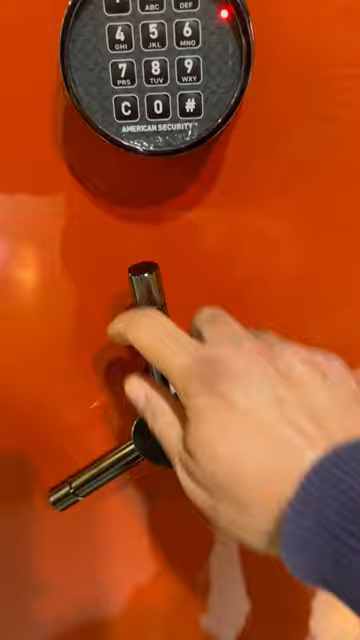 ABC DEF
4 5 6
GHI JKL MNO
7 8 9
PRS TUV WXY
C 0 #
AMERICAN SECURITY